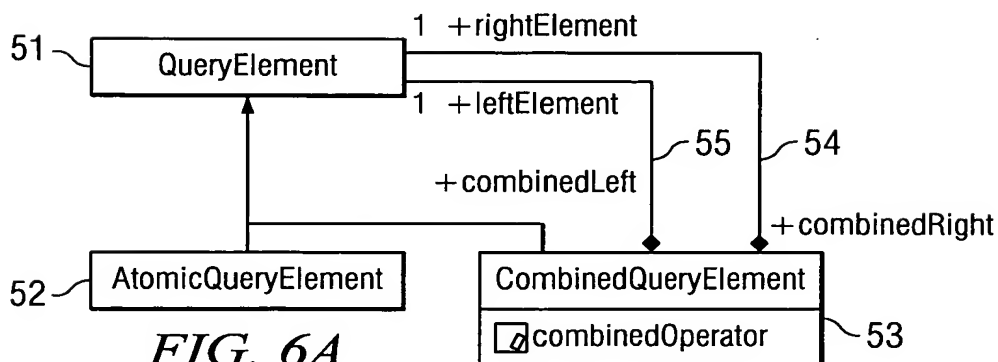 51
QueryElement
1 +rightElement
1 +leftElement
55
54
+combinedLeft
+combinedRight
52
AtomicQueryElement
CombinedQueryElement
combinedOperator
53
FIG. 6A